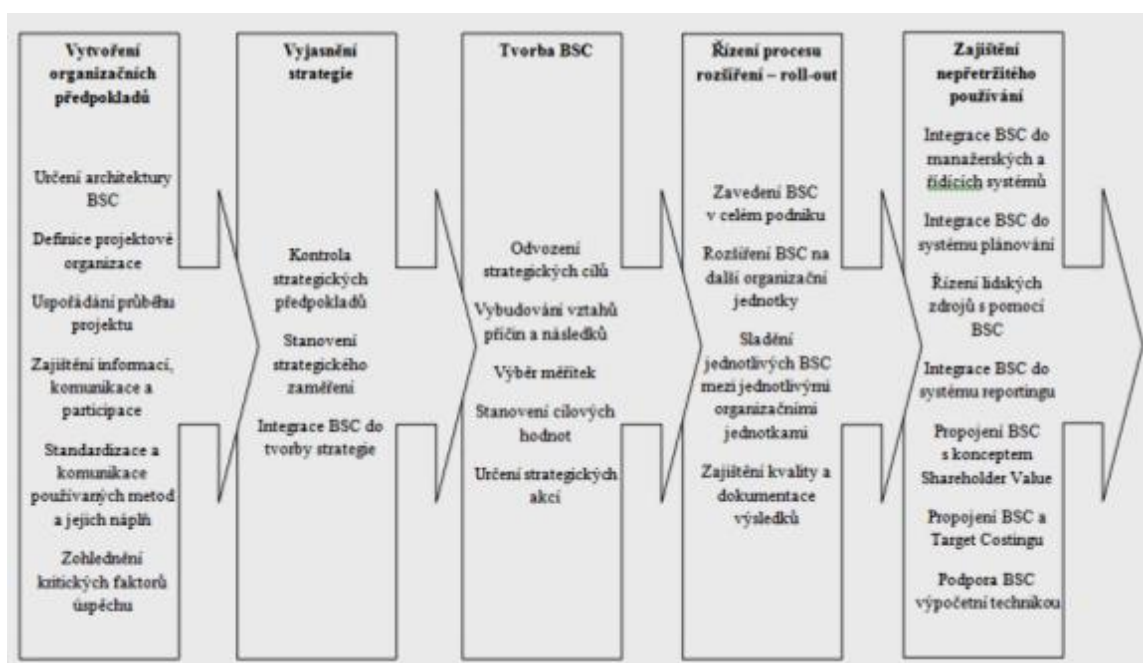 Vytvoření
organizačních
předpokladů
Určení architektury
BSC
Definice projektové
organizace
Uspořádání průběhu
projektu
Zajištění informací,
komunikace a
participace
Standardizace a
komunikace
používaných metod
a jejich náplň
Zohlednění
kritických faktorů
úspěchu
Vyjasnění
strategie
Kontrola
strategických
předpokladů
Stanovení
strategického
zaměření
Integrace BSC do
tvorby strategie
Tvorba BSC
Odvození
strategických cílů
Vybudování vztahů
příčin a následků
Výběr měřítek
Stanovení cílových
hodnot
Určení strategických
akcí
Řízení procesu
rozšíření – roll-out
Zavedení BSC
v celém podniku
Rozšíření BSC na
další organizační
jednotky
Sladění
jednotlivých BSC
mezi jednotlivými
organizačními
jednotkami
Zajištění kvality a
dokumentace
výsledků
Zajištění
nepřetržitého
používání
Integrace BSC do
manažerských a
řídících systémů
Integrace BSC do
systému plánování
Řízení lidských
zdrojů s pomocí
BSC
Integrace BSC do
systému reportingu
Propojení BSC
s konceptem
Shareholder Value
Propojení BSC a
Target Costingu
Podpora BSC
výpočetní technikou